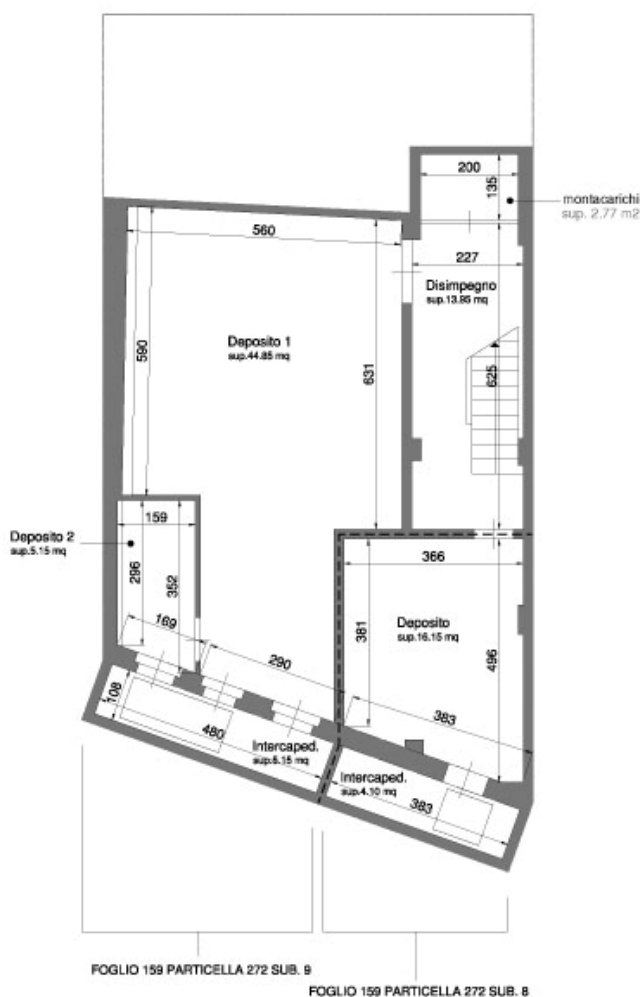 200
135
montacarichi
sup. 2.77 m2
560
227
Disimpegno
sup.13.95 mq
590
Deposito 1
sup.44.85 mq
631
625
159
Deposito 2
sup.5.15 mq
296
352
366
381
Deposito
sup.16.15 mq
496
169
290
383
108
480
Intercaped.
sup.5.15 mq
Intercaped.
sup.4.10 mq
383
FOGLIO 159 PARTICELLA 272 SUB. 9
FOGLIO 159 PARTICELLA 272 SUB. 8